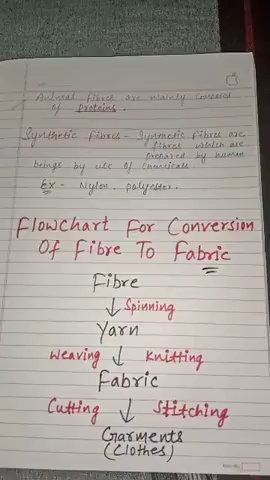 Animal fibres are mainly composed
of proteins.
Synthetic Fibres - Synthetic fibres are
fibres which are
prepared by human
beings by use of chemicals
Ex - Nylon, polyester.
Flowchart For Conversion
Of Fibre To Fabric
Fibre
Spinning
Yarn
Weaving Knitting
Fabric
Cutting Stitching
Garments
(Clothes)